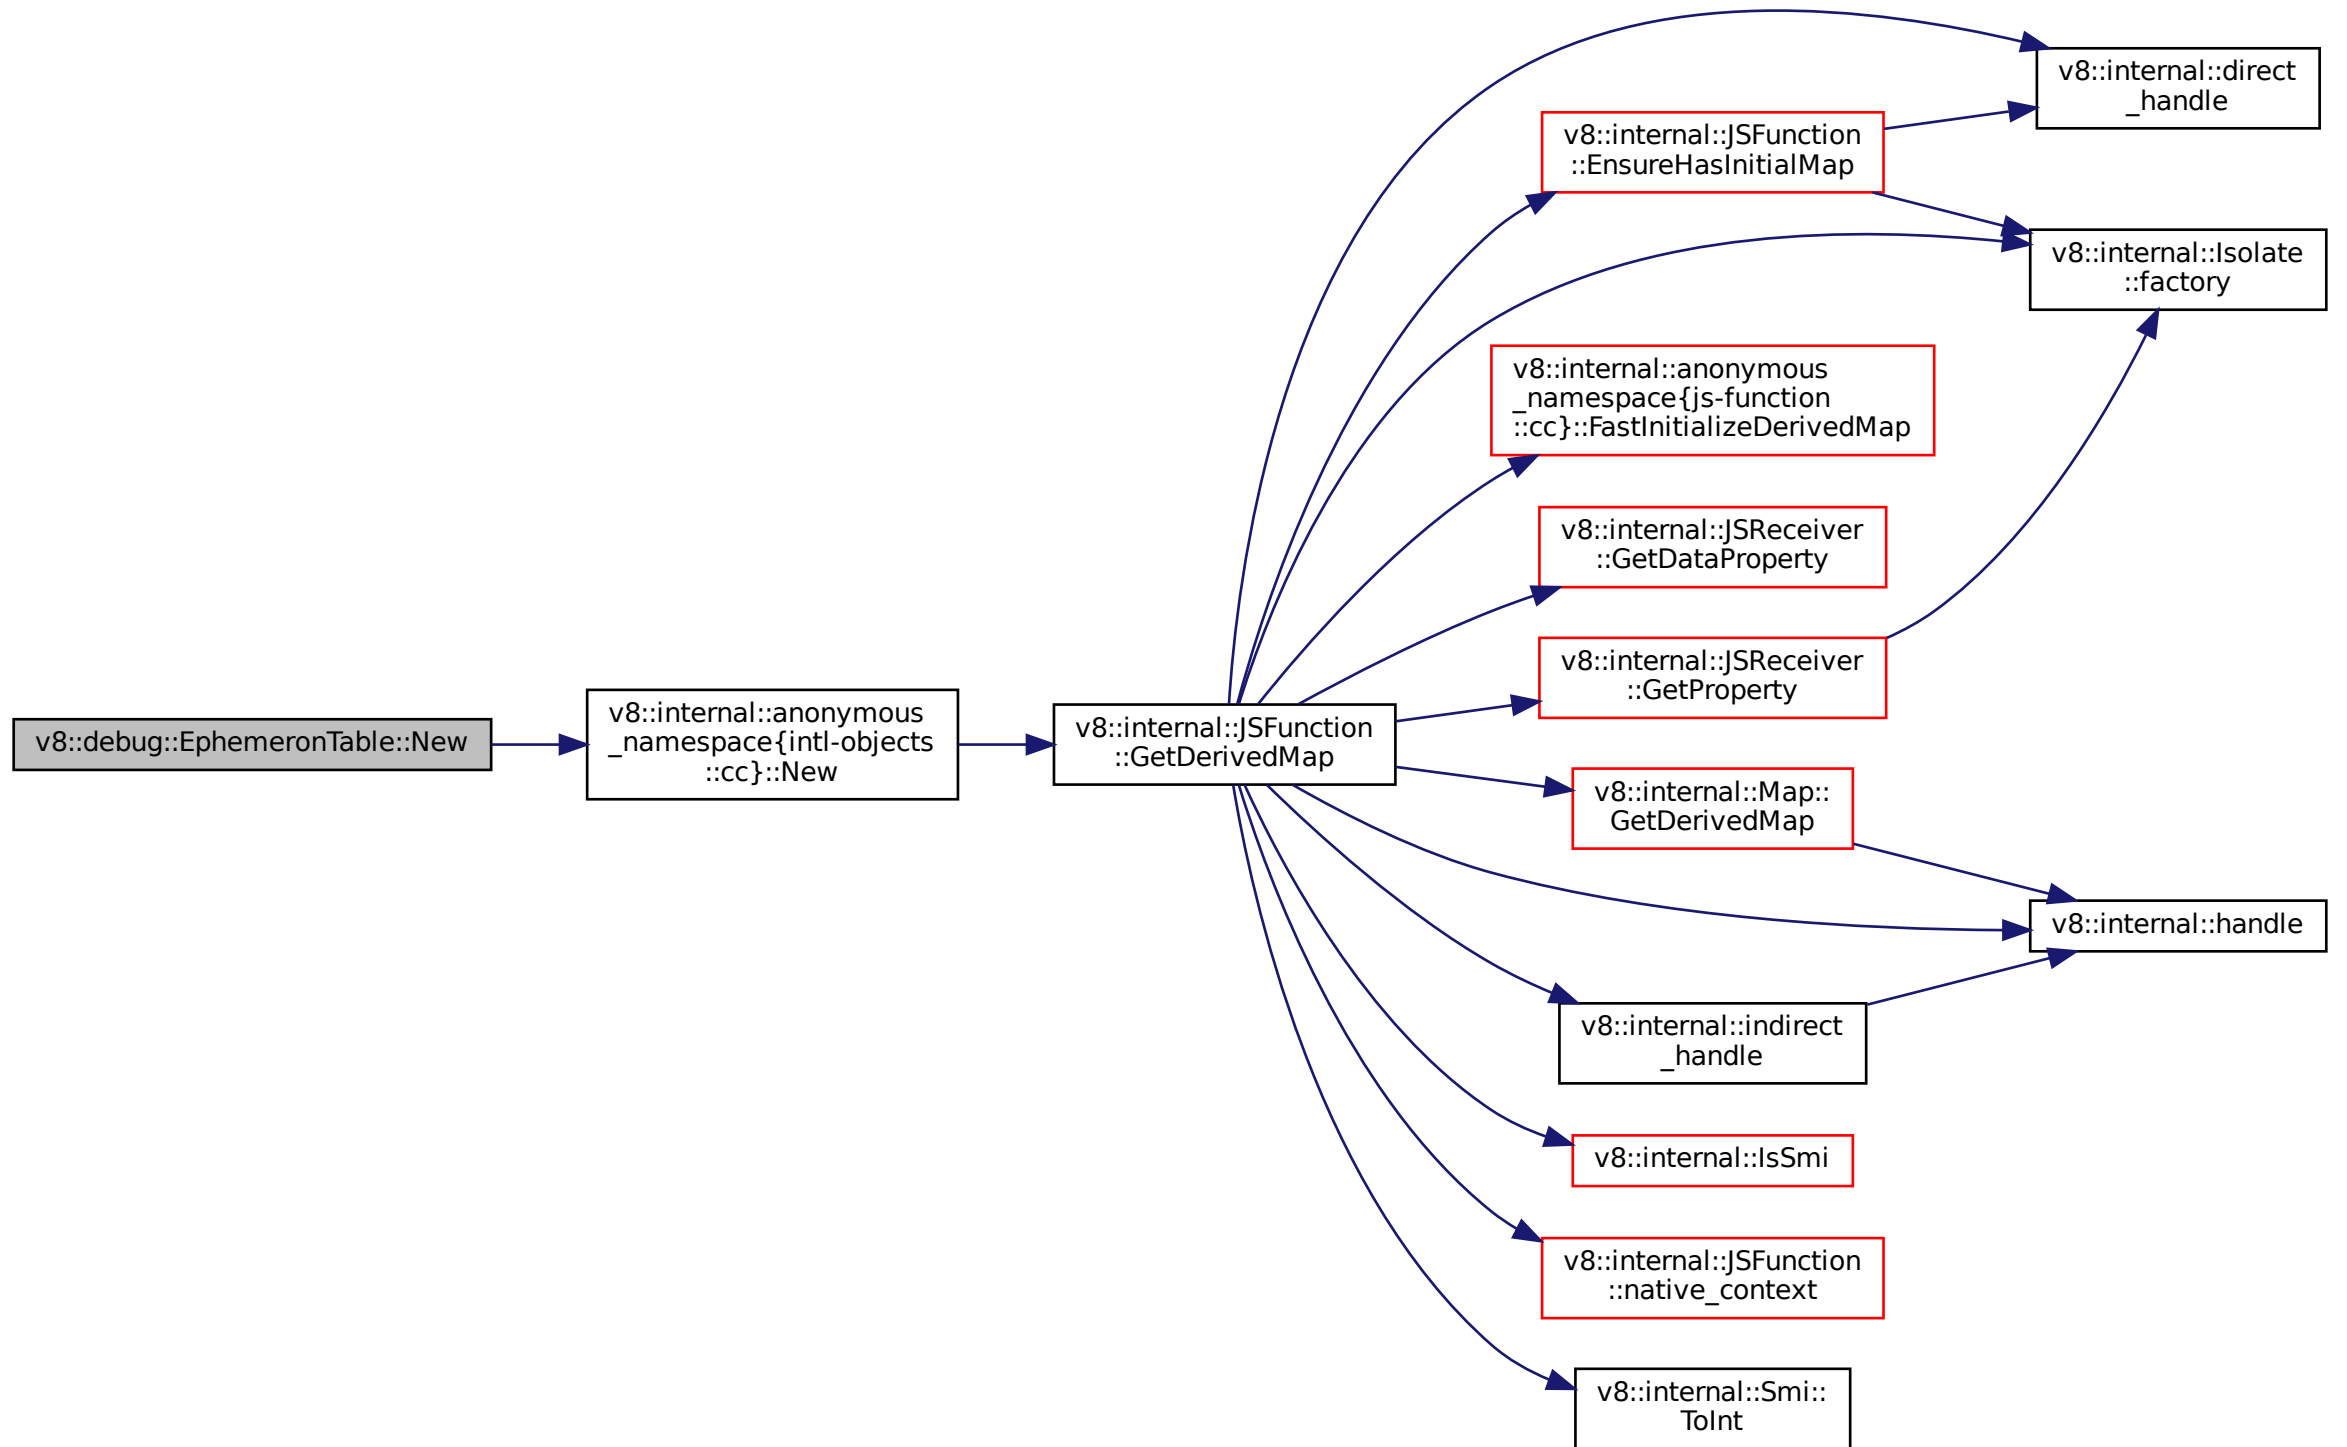 v8::debug::EphemeronTable::New
v8::internal::anonymous
_namespace{intl-objects
::cc}::New
v8::internal::JSFunction
::GetDerivedMap
v8::internal::direct
_handle
v8::internal::JSFunction
::EnsureHasInitialMap
v8::internal::Isolate
::factory
v8::internal::anonymous
_namespace{js-function
::cc}::FastInitializeDerivedMap
v8::internal::JSReceiver
::GetDataProperty
v8::internal::JSReceiver
::GetProperty
v8::internal::Map::
GetDerivedMap
v8::internal::handle
v8::internal::indirect
_handle
v8::internal::IsSmi
v8::internal::JSFunction
::native_context
v8::internal::Smi::
ToInt